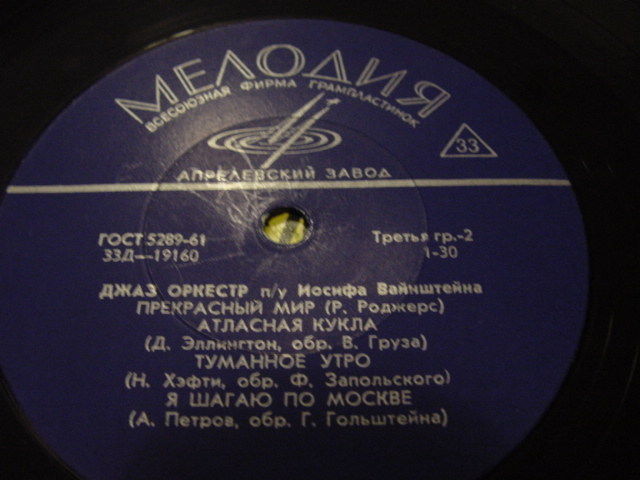 МЕЛОДИЯ
ВСЕСОЮЗНАЯ ФИРМА ГРАМПЛАСТИНОК
33
АПРЕЛЕВСКИЙ ЗАВОД
ГОСТ 5289-61 Третья гр.-2
33Д—19160 1-30
ДЖАЗ ОРКЕСТР п/у Иосифа Вайнштейна
ПРЕКРАСНЫЙ МИР (Р. Роджерс)
АТЛАСНАЯ КУКЛА
(Д. Эллингтон, обр. В. Груза)
ТУМАННОЕ УТРО
(Н. Хэфти, обр. Ф. Запольского)
Я ШАГАЮ ПО МОСКВЕ
(А. Петров, обр. Г. Гольштейна)